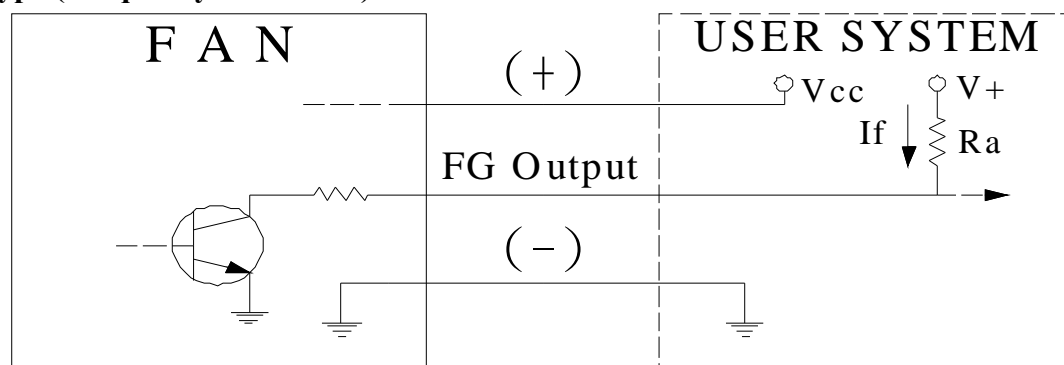 F A N
USER SYSTEM
(+)
Vcc
V+
If
Ra
FG Output
(-)